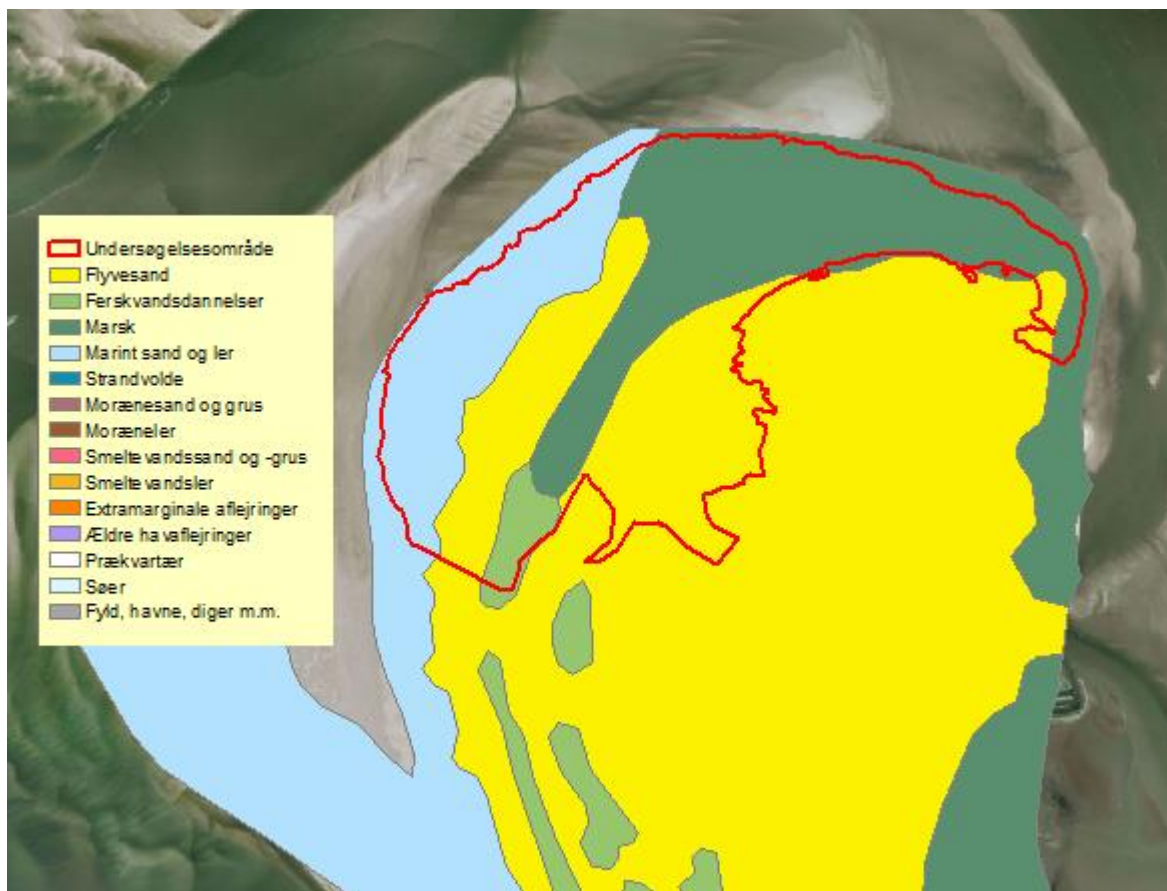 Undersøgelsesområde
Flyvesand
Ferskvandsdannelser
Marsk
Marint sand og ler
Strandvolde
Morænesand og grus
Moræneler
Smeltevandssand og -grus
Smeltevandsler
Extramarginale aflejringer
Ældre havaflejringer
Prækvartær
Søer
Fyld, havne, diger m.m.